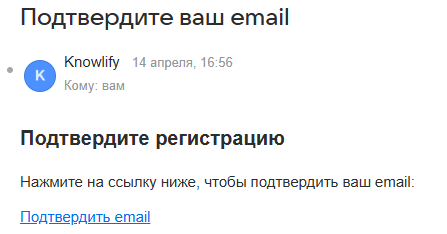 Подтвердите ваш email
Knowlify 14 апреля, 16:56
K
Кому: вам
Подтвердите регистрацию
Нажмите на ссылку ниже, чтобы подтвердить ваш email:
Подтвердить email